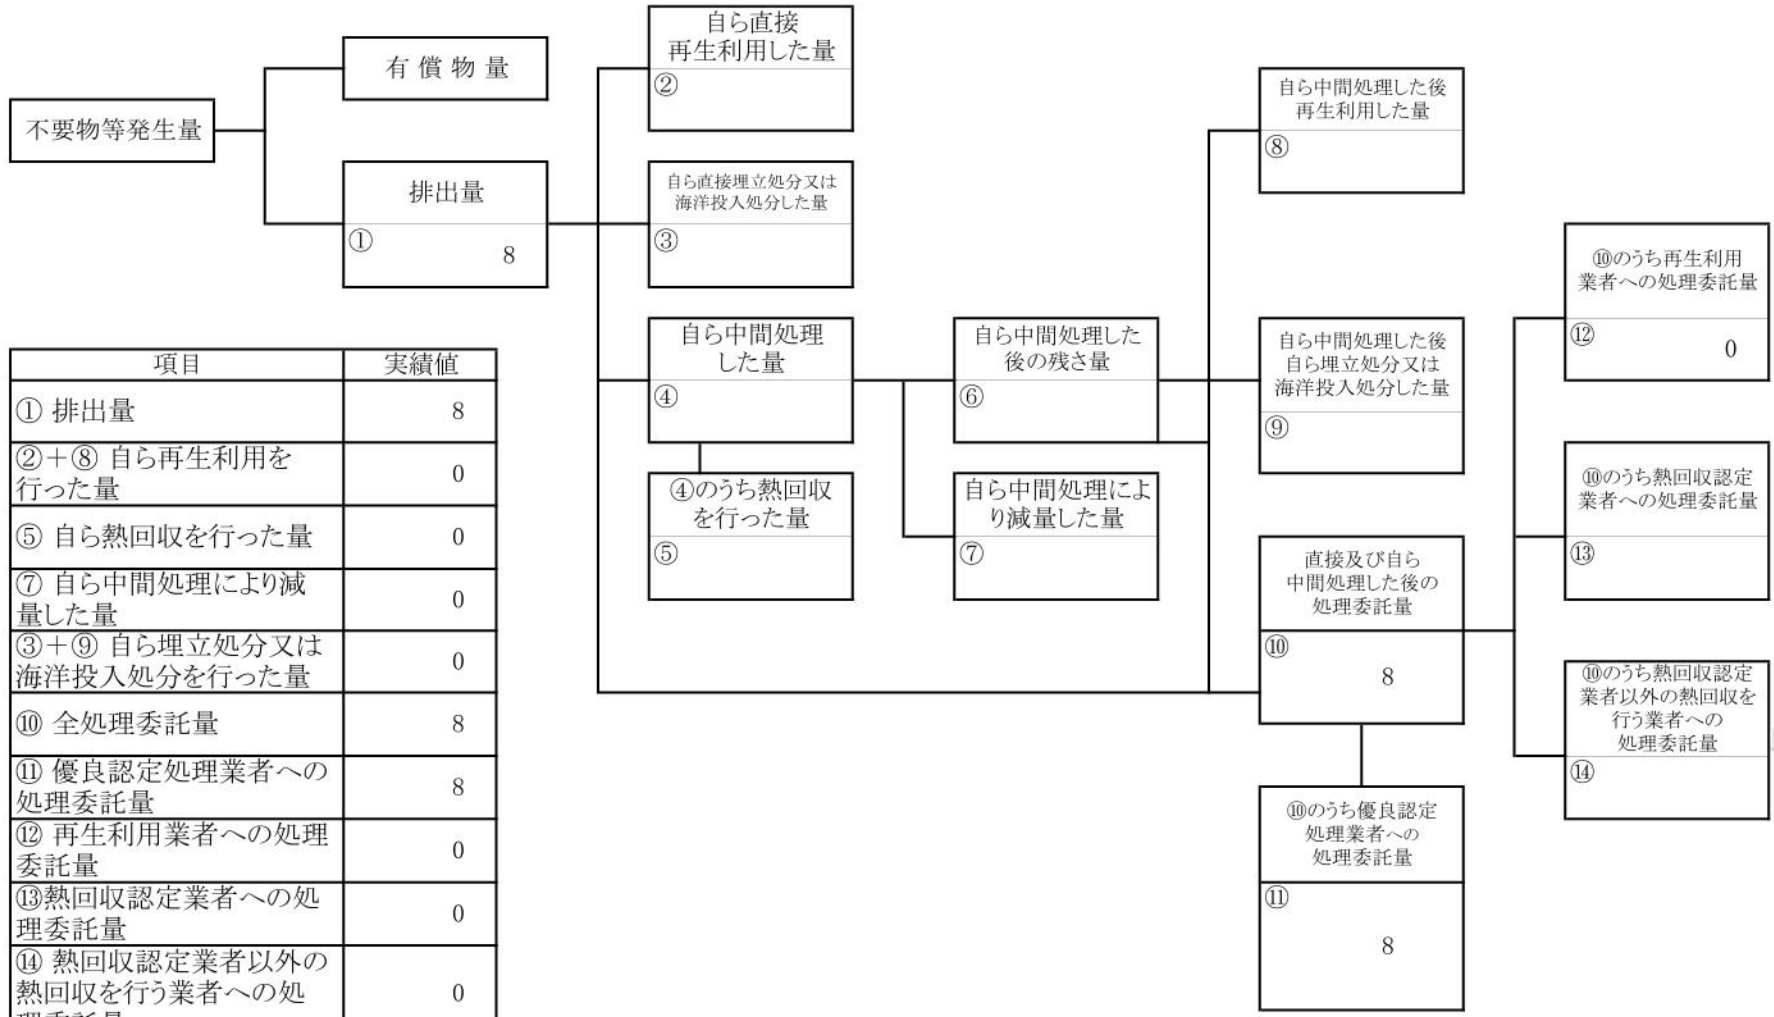 不要物等発生量
有 償 物 量
排出量
①
8
自ら直接
再生利用した量
②
自ら直接埋立処分又は
海洋投入処分した量
③
自ら中間処理
した量
④
④のうち熱回収
を行った量
⑤
自ら中間処理した
後の残さ量
⑥
自ら中間処理によ
り減量した量
⑦
自ら中間処理した後
再生利用した量
⑧
自ら中間処理した後
自ら埋立処分又は
海洋投入処分した量
⑨
直接及び自ら
中間処理した後の
処理委託量
⑩
8
⑩のうち優良認定
処理業者への
処理委託量
⑪
8
⑩のうち再生利用
業者への処理委託量
⑫
0
⑩のうち熱回収認定
業者への処理委託量
⑬
⑩のうち熱回収認定
業者以外の熱回収を
行う業者への
処理委託量
⑭
項目 実績値
① 排出量 8
②+⑧ 自ら再生利用を
行った量 0
⑤ 自ら熱回収を行った量 0
⑦ 自ら中間処理により減
量した量 0
③+⑨ 自ら埋立処分又は
海洋投入処分を行った量 0
⑩ 全処理委託量 8
⑪ 優良認定処理業者への
処理委託量 8
⑫ 再生利用業者への処理
委託量 0
⑬熱回収認定業者への処
理委託量 0
⑭ 熱回収認定業者以外の
熱回収を行う業者への処 0